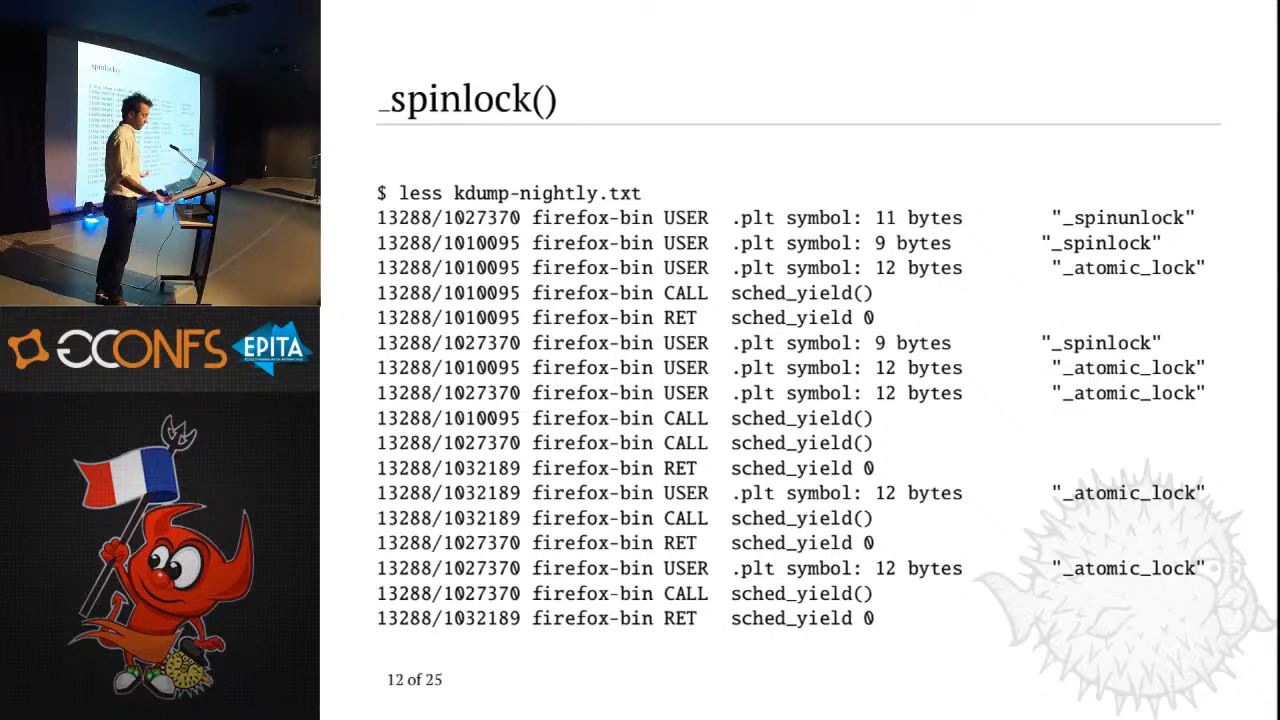 _spinlock()
$ less kdump-nightly.txt
13288/1027370 firefox-bin USER .plt symbol: 11 bytes "_spinunlock"
13288/1010095 firefox-bin USER .plt symbol: 9 bytes "_spinlock"
13288/1010095 firefox-bin USER .plt symbol: 12 bytes "_atomic_lock"
13288/1010095 firefox-bin CALL sched_yield()
13288/1010095 firefox-bin RET sched_yield 0
13288/1027370 firefox-bin USER .plt symbol: 9 bytes "_spinlock"
13288/1010095 firefox-bin USER .plt symbol: 12 bytes "_atomic_lock"
13288/1027370 firefox-bin USER .plt symbol: 12 bytes "_atomic_lock"
13288/1010095 firefox-bin CALL sched_yield()
13288/1027370 firefox-bin CALL sched_yield()
13288/1032189 firefox-bin RET sched_yield 0
13288/1032189 firefox-bin USER .plt symbol: 12 bytes "_atomic_lock"
13288/1032189 firefox-bin CALL sched_yield()
13288/1027370 firefox-bin RET sched_yield 0
13288/1027370 firefox-bin USER .plt symbol: 12 bytes "_atomic_lock"
13288/1027370 firefox-bin CALL sched_yield()
13288/1032189 firefox-bin RET sched_yield 0
12 of 25
spinlock()
GCONFS
EPITA